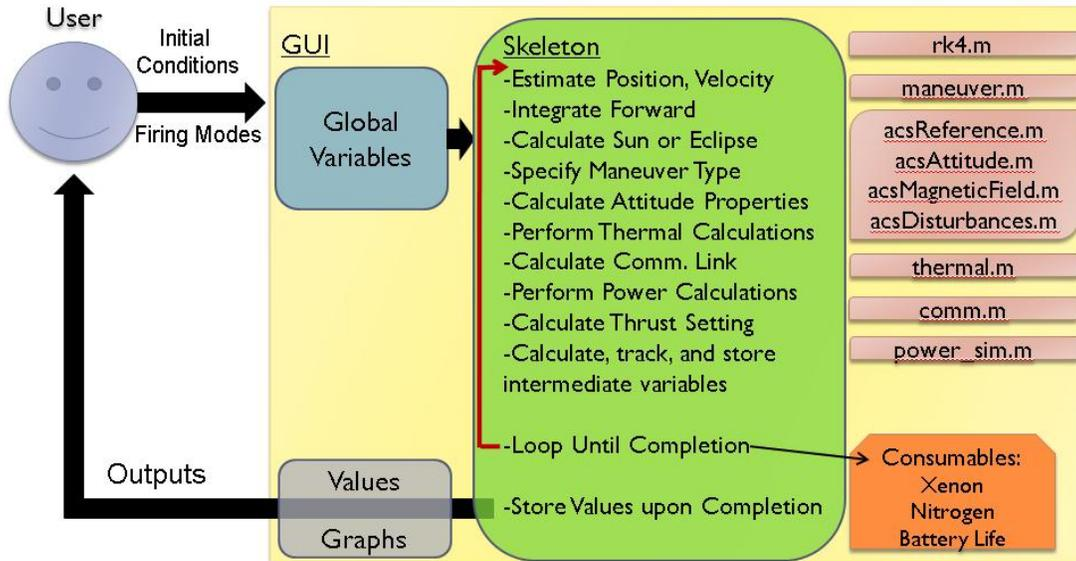 User
Initial
Conditions
Firing Modes
GUI
Global
Variables
Skeleton
-Estimate Position, Velocity
-Integrate Forward
-Calculate Sun or Eclipse
-Specify Maneuver Type
-Calculate Attitude Properties
-Perform Thermal Calculations
-Calculate Comm. Link
-Perform Power Calculations
-Calculate Thrust Setting
-Calculate, track, and store
intermediate variables
-Loop Until Completion
-Store Values upon Completion
rk4.m
maneuver.m
acsReference.m
acsAttitude.m
acsMagneticField.m
acsDisturbances.m
thermal.m
comm.m
power_sim.m
Consumables:
Xenon
Nitrogen
Battery Life
Outputs
Values
Graphs